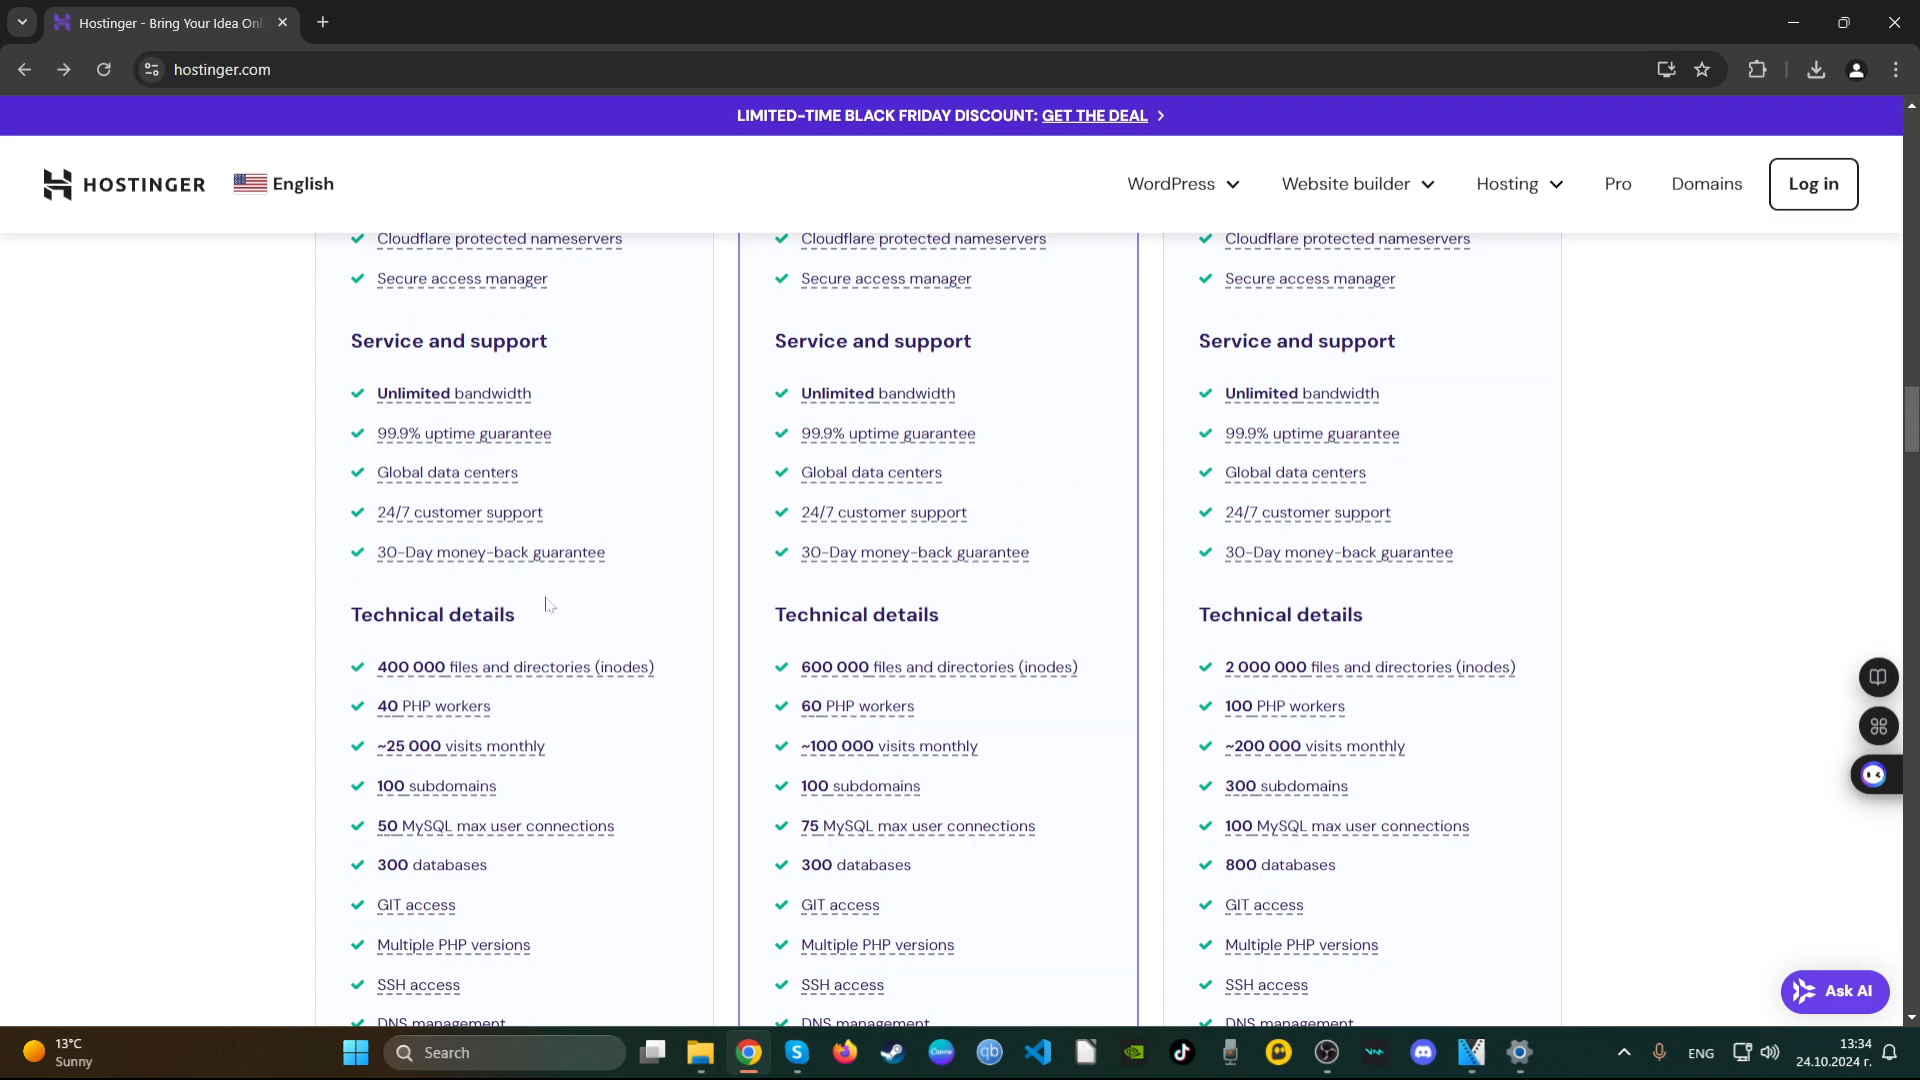 Hostinger - Bring Your Idea Onl
hostinger.com
LIMITED-TIME BLACK FRIDAY DISCOUNT: GET THE DEAL
HOSTINGER
English
WordPress
Website builder
Hosting
Pro
Domains
Log in
Cloudflare protected nameservers
Secure access manager
Service and support
Unlimited bandwidth
99.9% uptime guarantee
Global data centers
24/7 customer support
30-Day money-back guarantee
Technical details
400 000 files and directories (inodes)
40 PHP workers
~25 000 visits monthly
100 subdomains
50 MySQL max user connections
300 databases
GIT access
Multiple PHP versions
SSH access
DNS management
Cloudflare protected nameservers
Secure access manager
Service and support
Unlimited bandwidth
99.9% uptime guarantee
Global data centers
24/7 customer support
30-Day money-back guarantee
Technical details
600 000 files and directories (inodes)
60 PHP workers
~100 000 visits monthly
100 subdomains
75 MySQL max user connections
300 databases
GIT access
Multiple PHP versions
SSH access
DNS management
Cloudflare protected nameservers
Secure access manager
Service and support
Unlimited bandwidth
99.9% uptime guarantee
Global data centers
24/7 customer support
30-Day money-back guarantee
Technical details
2 000 000 files and directories (inodes)
100 PHP workers
~200 000 visits monthly
300 subdomains
100 MySQL max user connections
800 databases
GIT access
Multiple PHP versions
SSH access
DNS management
Ask AI
13°C
Sunny
Search
Canva
qb
ENG
13:34
24.10.2024 г.